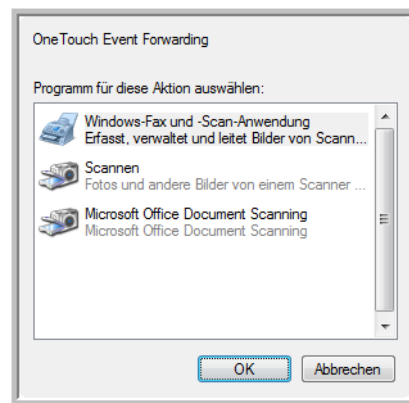 OneTouch Event Forwarding
Programm für diese Aktion auswählen:
Windows-Fax und -Scan-Anwendung
Erfasst, verwaltet und leitet Bilder von Scann...
Scannen
Fotos und andere Bilder von einem Scanner ...
Microsoft Office Document Scanning
Microsoft Office Document Scanning
OK Abbrechen